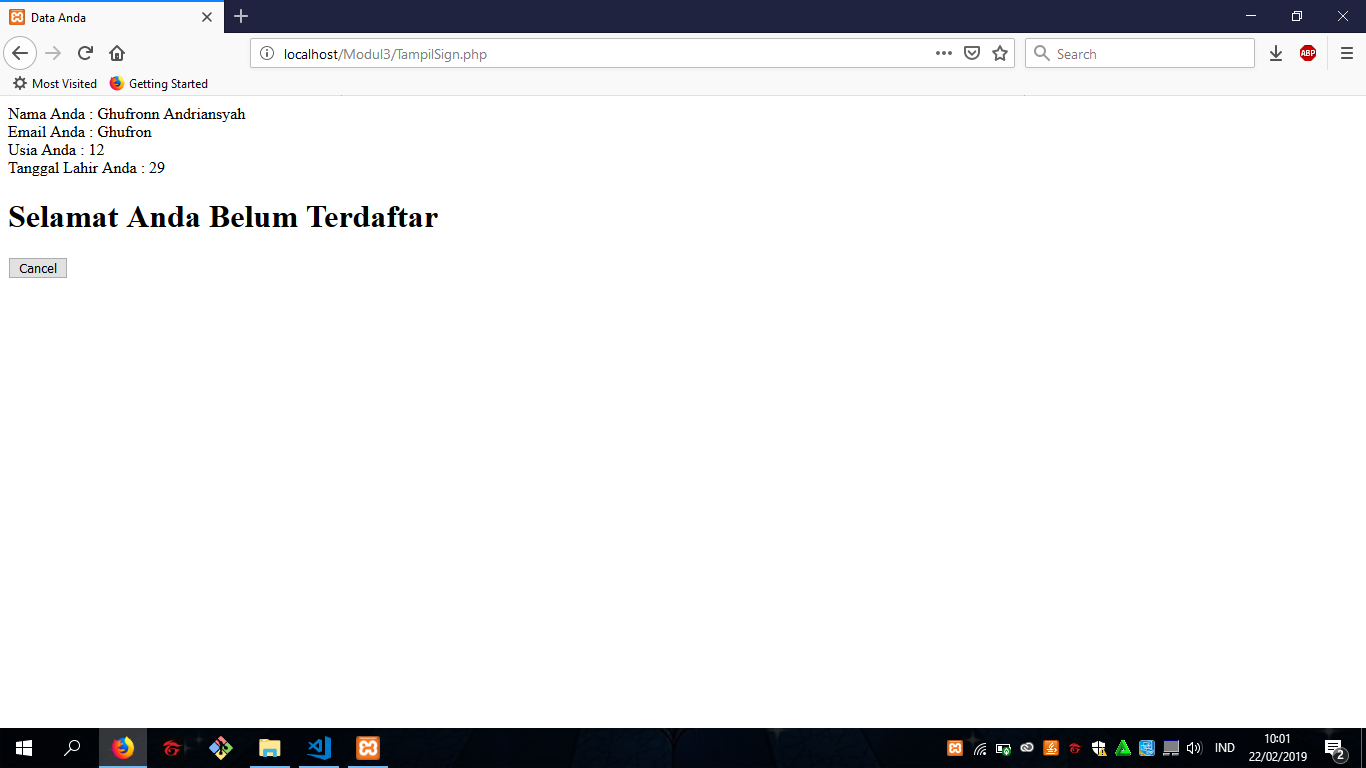 Data Anda
localhost/Modul3/TampilSign.php
Search
ABP
Most Visited
Getting Started
Nama Anda : Ghufronn Andriansyah
Email Anda : Ghufron
Usia Anda : 12
Tanggal Lahir Anda : 29
Selamat Anda Belum Terdaftar
Cancel
IND
10:01
22/02/2019
2